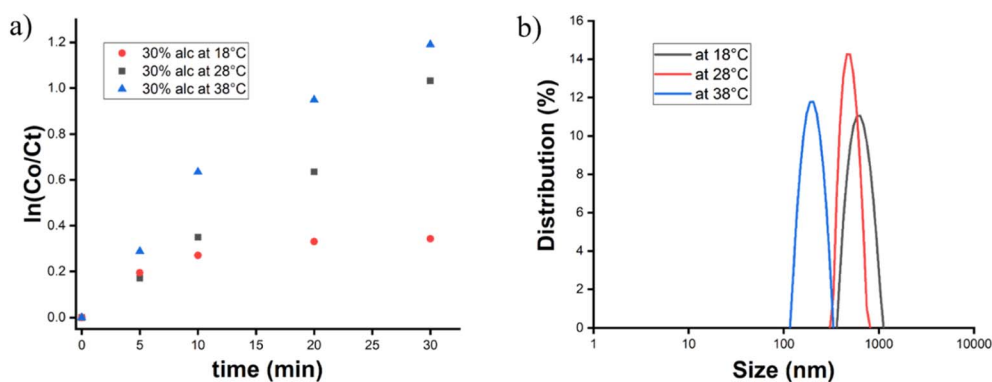 a)
ln(Co/Ct)
1.2
1.0
0.8
0.6
0.4
0.2
0.0
30% alc at 18°C
30% alc at 28°C
30% alc at 38°C
0 5 10 20 30
time (min)
b)
Distribution (%)
16
14
12
10
8
6
4
2
0
at 18°C
at 28°C
at 38°C
1 10 100 1000 10000
Size (nm)